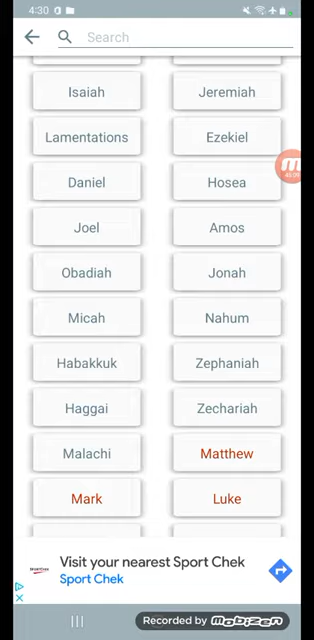 4:30
Search
Isaiah Jeremiah
Lamentations Ezekiel
Daniel Hosea
Joel Amos
Obadiah Jonah
Micah Nahum
Habakkuk Zephaniah
Haggai Zechariah
Malachi Matthew
Mark Luke
Visit your nearest Sport Chek
Sport Chek
Recorded by mobizen